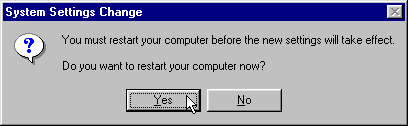 System Settings Change
You must restart your computer before the new settings will take effect.
Do you want to restart your computer now?
Yes
No